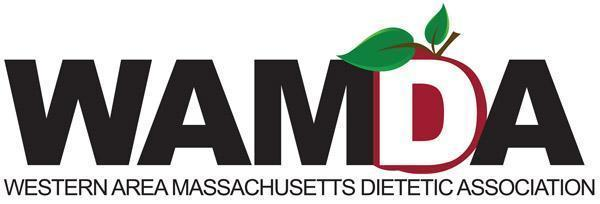 WAMDA
WESTERN AREA MASSACHUSETTS DIETETIC ASSOCIATION